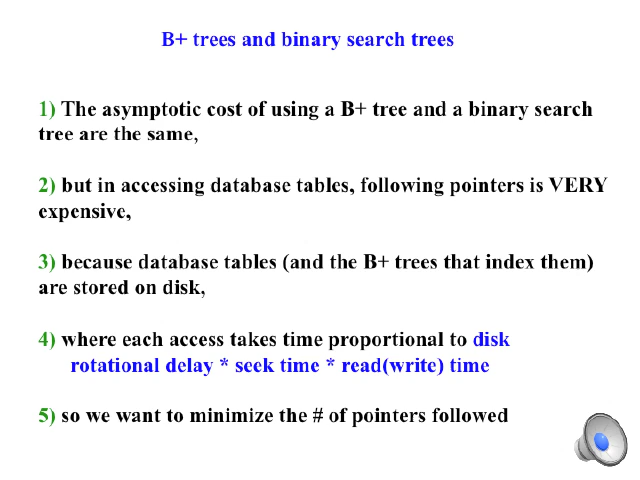 B+ trees and binary search trees
1) The asymptotic cost of using a B+ tree and a binary search
tree are the same,
2) but in accessing database tables, following pointers is VERY
expensive,
3) because database tables (and the B+ trees that index them)
are stored on disk,
4) where each access takes time proportional to disk
rotational delay * seek time * read(write) time
5) so we want to minimize the # of pointers followed